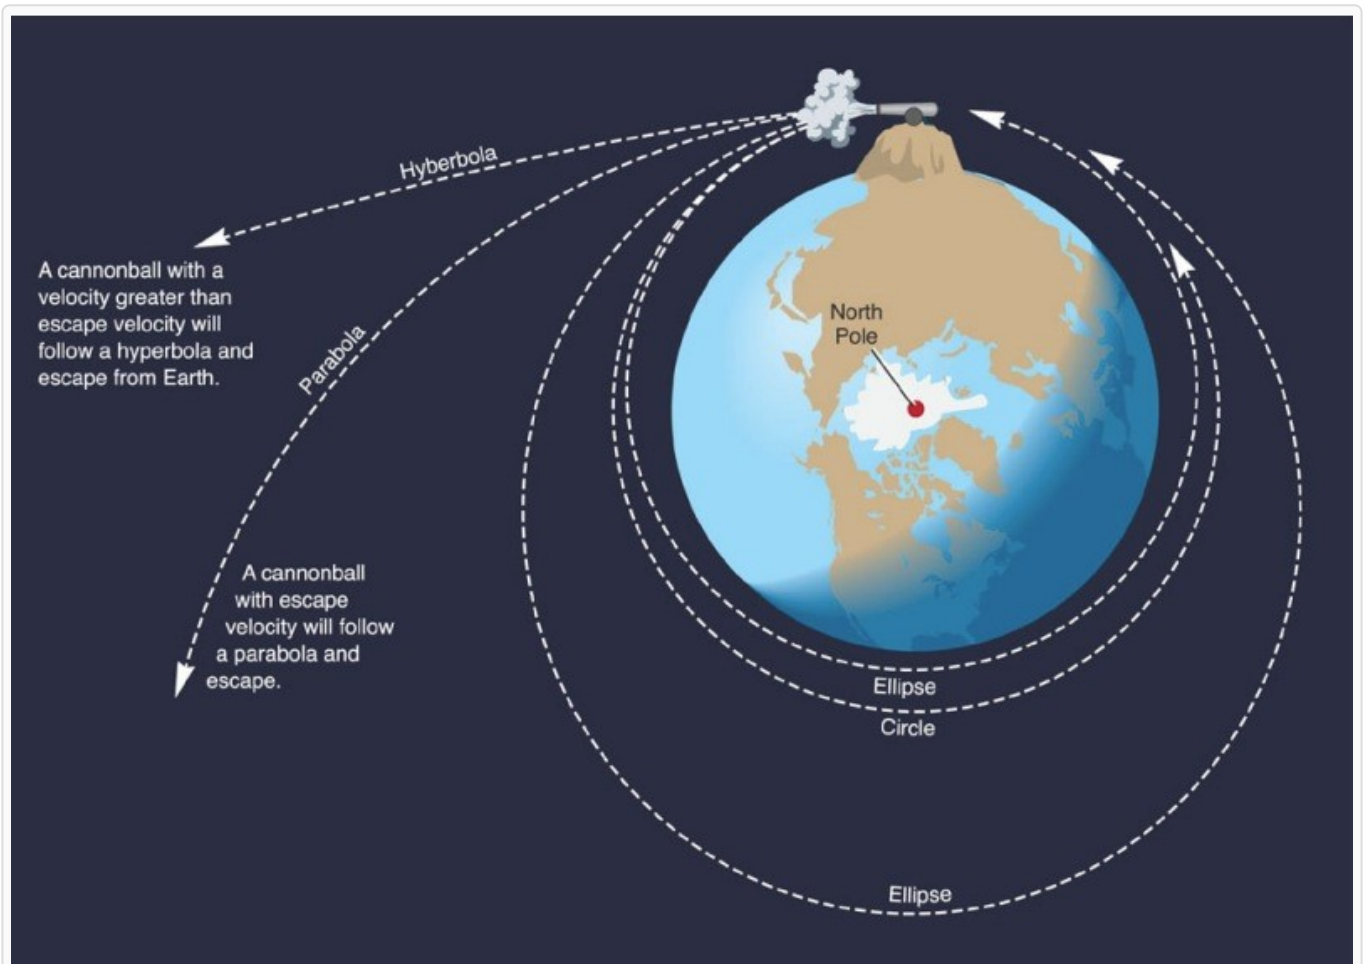 Hyberbola
A cannonball with a
velocity greater than
escape velocity will
follow a hyperbola and
escape from Earth.
Parabola
A cannonball
with escape
velocity will follow
a parabola and
escape.
North
Pole
Ellipse
Circle
Ellipse